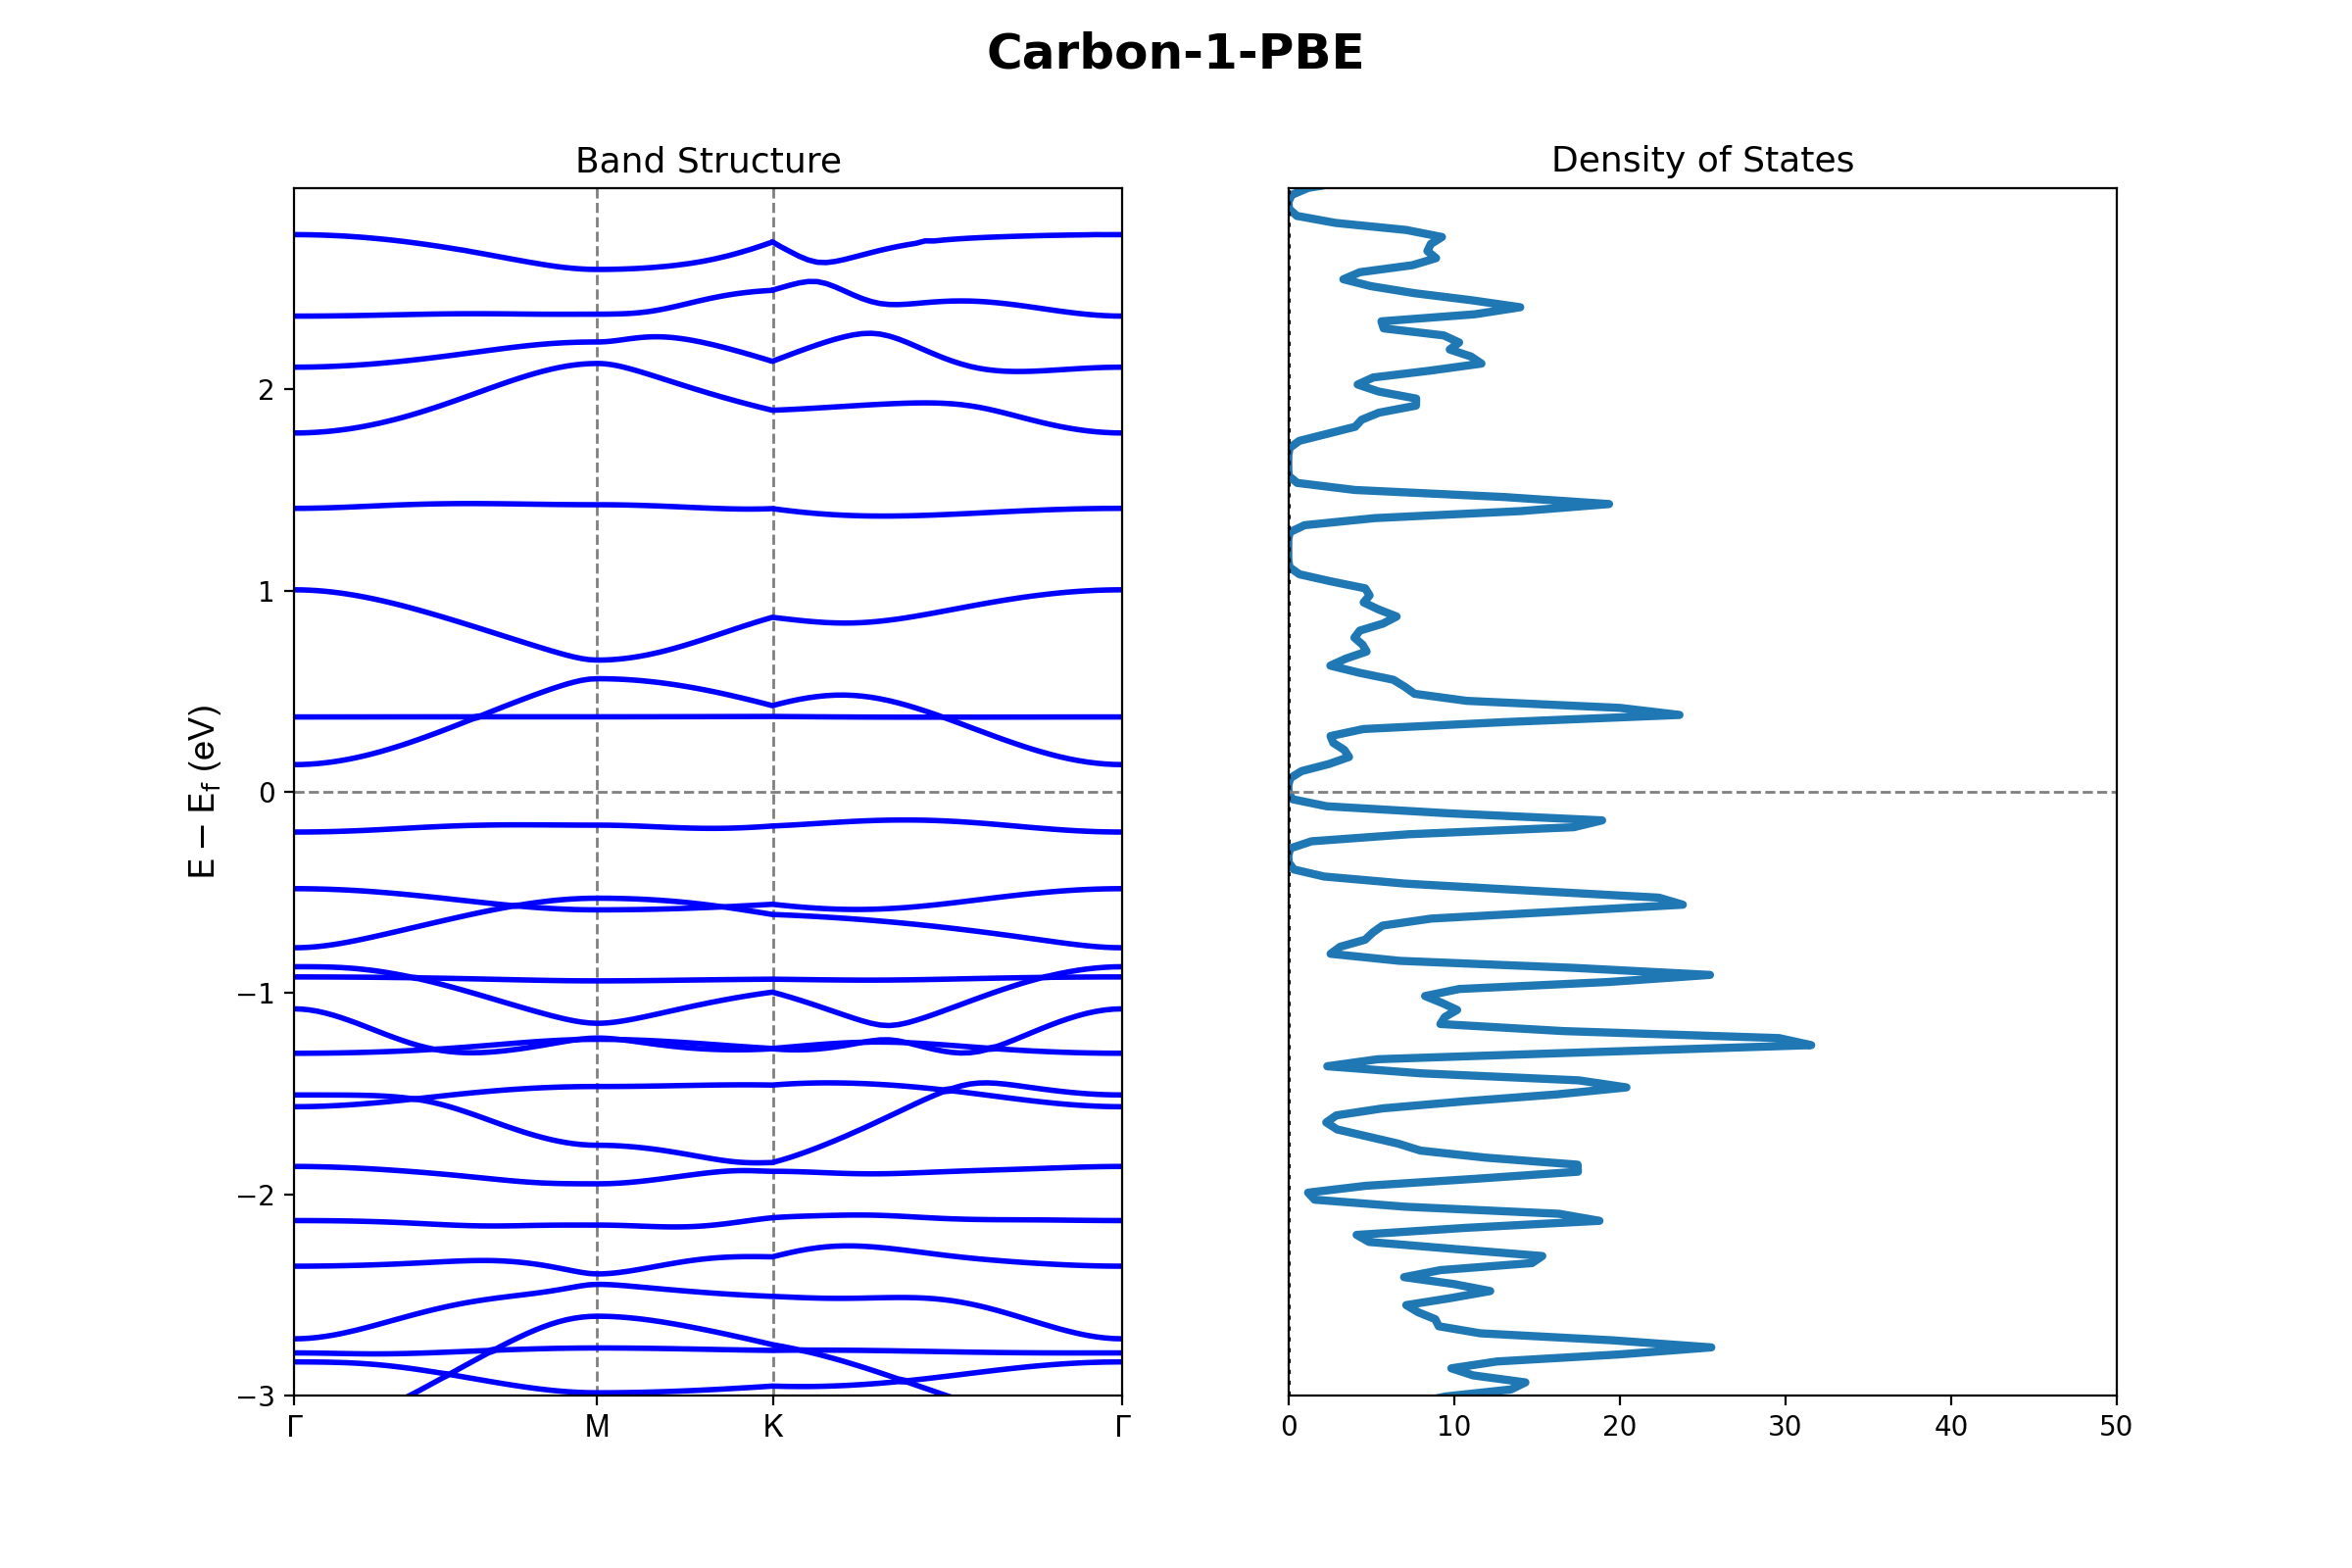 Carbon-1-PBE
Band Structure
E − E_f (eV)
2
1
0
−1
−2
−3
Γ M K Γ
Density of States
0 10 20 30 40 50